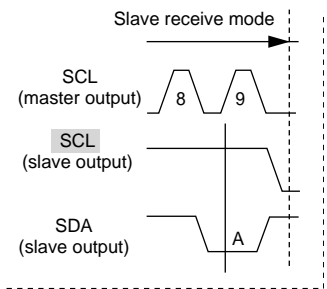 Slave receive mode
SCL
(master output)
8
9
SCL
(slave output)
SDA
(slave output)
A